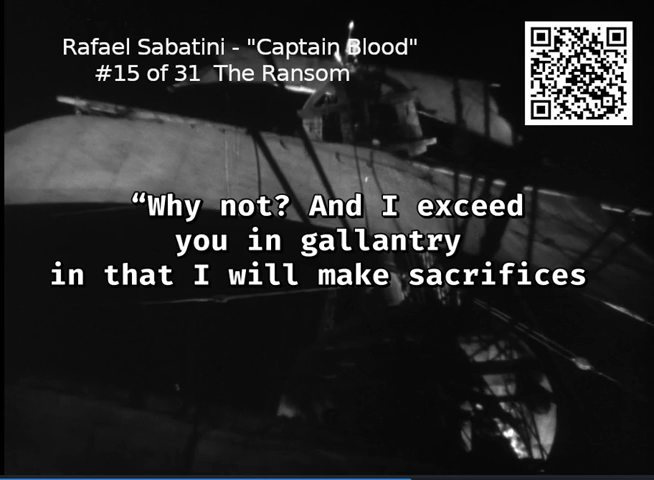 Rafael Sabatini - "Captain Blood"
#15 of 31  The Ransom
“Why not? And I exceed
you in gallantry
in that I will make sacrifices